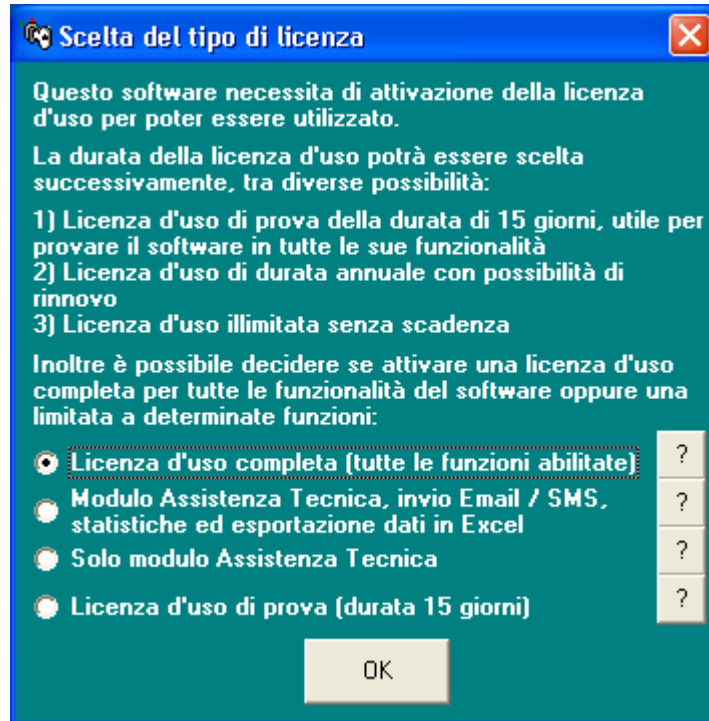 Scelta del tipo di licenza
Questo software necessita di attivazione della licenza
d'uso per poter essere utilizzato.
La durata della licenza d'uso potrà essere scelta
successivamente, tra diverse possibilità:
1) Licenza d'uso di prova della durata di 15 giorni, utile per
provare il software in tutte le sue funzionalità
2) Licenza d'uso di durata annuale con possibilità di
rinnovo
3) Licenza d'uso illimitata senza scadenza
Inoltre è possibile decidere se attivare una licenza d'uso
completa per tutte le funzionalità del software oppure una
limitata a determinate funzioni:
Licenza d'uso completa (tutte le funzioni abilitate) ?
Modulo Assistenza Tecnica, invio Email / SMS, ?
statistiche ed esportazione dati in Excel
Solo modulo Assistenza Tecnica ?
Licenza d'uso di prova (durata 15 giorni) ?
OK